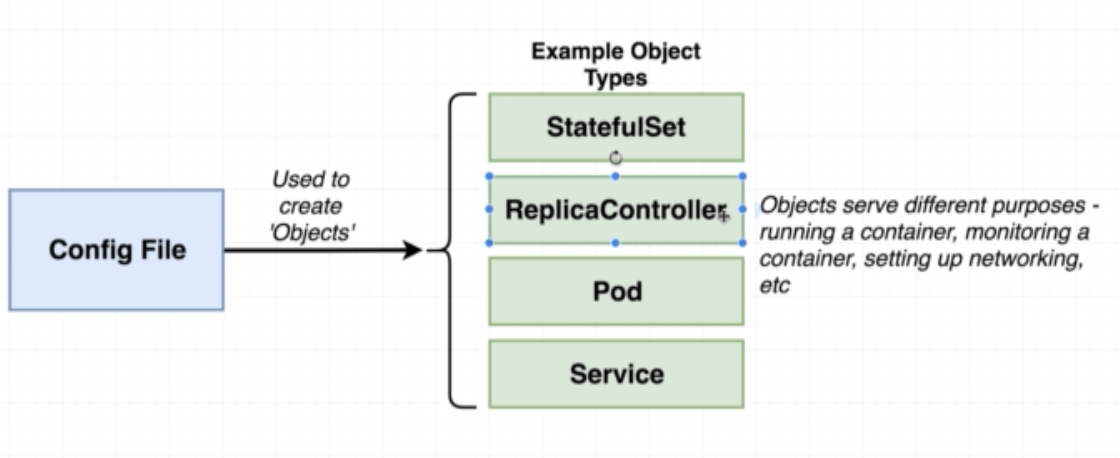 Example Object
Types
StatefulSet
Used to
create
'Objects'
Config File
ReplicaController
Objects serve different purposes -
running a container, monitoring a
container, setting up networking,
etc
Pod
Service